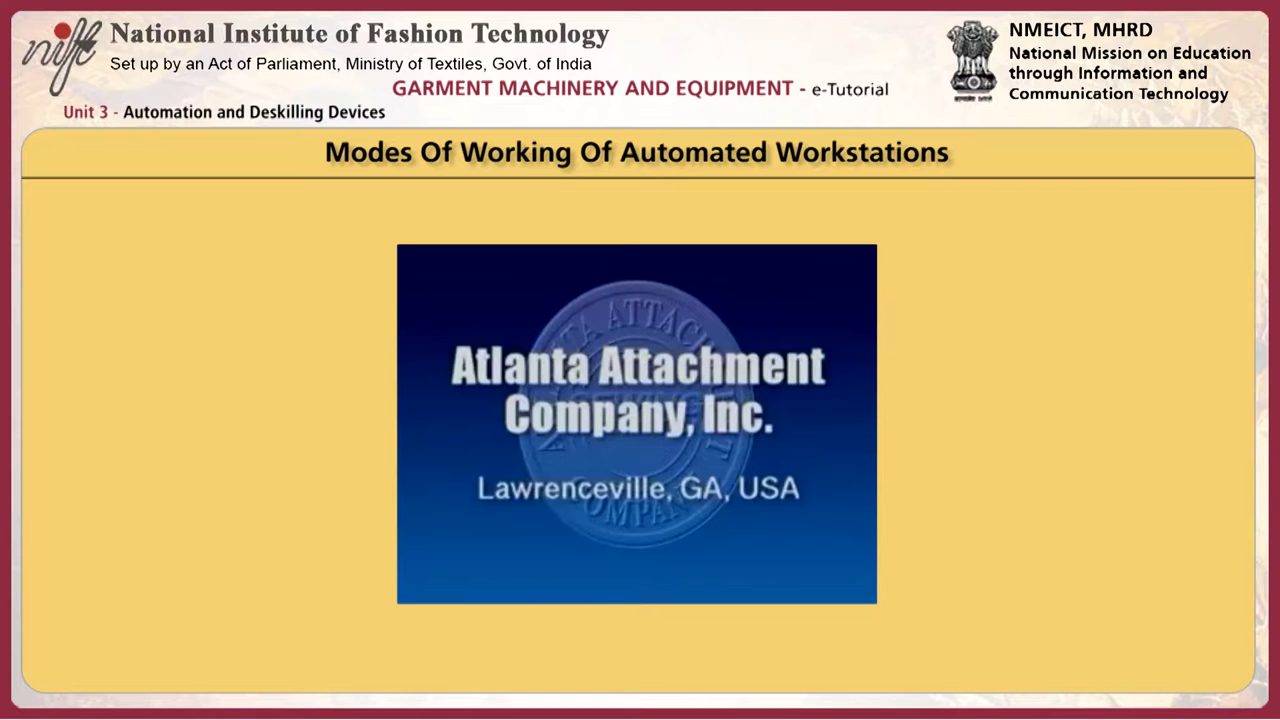 nift
National Institute of Fashion Technology
Set up by an Act of Parliament, Ministry of Textiles, Govt. of India
GARMENT MACHINERY AND EQUIPMENT - e-Tutorial
Unit 3 - Automation and Deskilling Devices
NMEICT, MHRD
National Mission on Education
through Information and
Communication Technology
Modes Of Working Of Automated Workstations
Atlanta Attachment
Company, Inc.
Lawrenceville, GA, USA